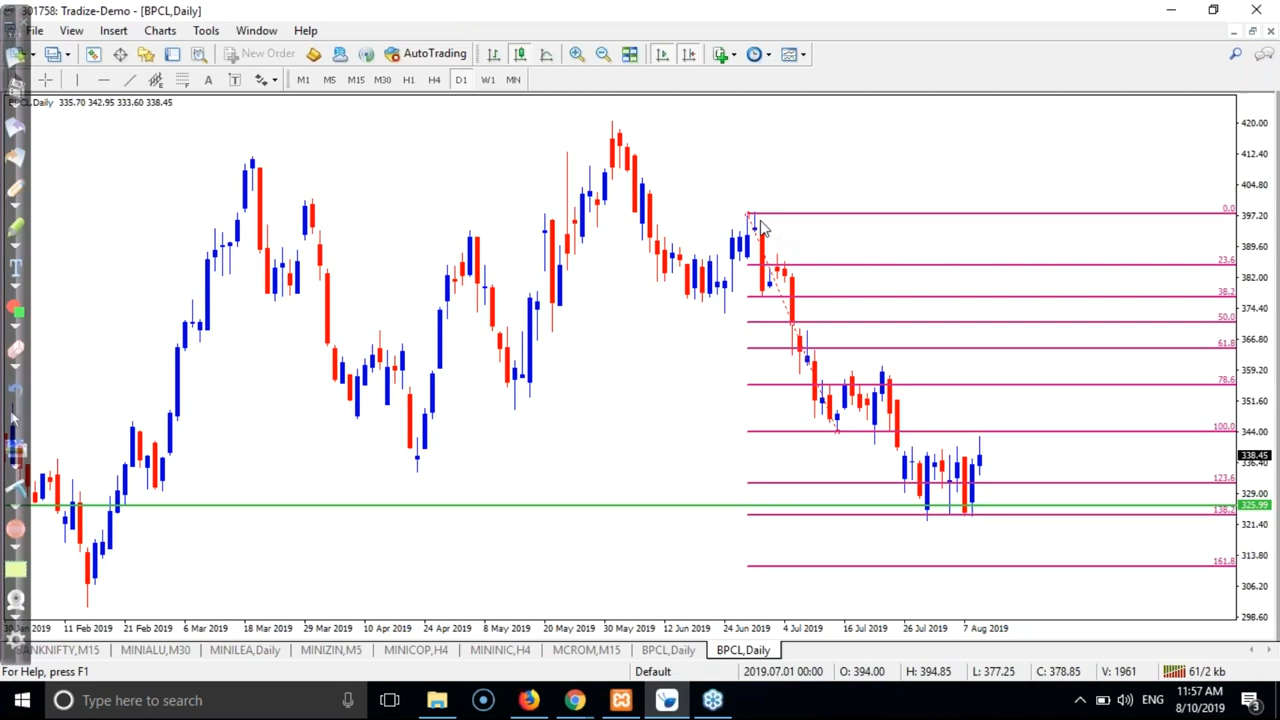 301758: Tradize-Demo - [BPCL,Daily]
File View Insert Charts Tools Window Help
New Order AutoTrading
M1 M5 M15 M30 H1 H4 D1 W1 MN
BPCL,Daily 335.70 342.95 333.60 338.45
420.00
412.40
404.80
0.0
397.20
389.60
23.6
382.00
38.2
374.40
50.0
366.80
61.8
359.20
78.6
351.60
100.0
344.00
338.45
336.40
123.6
329.00
325.99
138.2
321.40
313.80
161.8
306.20
298.60
30 Jan 2019 11 Feb 2019 21 Feb 2019 6 Mar 2019 18 Mar 2019 29 Mar 2019 10 Apr 2019 24 Apr 2019 8 May 2019 20 May 2019 30 May 2019 12 Jun 2019 24 Jun 2019 4 Jul 2019 16 Jul 2019 26 Jul 2019 7 Aug 2019
BANKNIFTY,M15 MINIALU,M30 MINILEA,Daily MINIZIN,M5 MINICOP,H4 MININIC,H4 MCROM,M15 BPCL,Daily BPCL,Daily
For Help, press F1 Default 2019.07.01 00:00 O: 394.00 H: 394.85 L: 377.25 C: 378.85 V: 1961 61/2 kb
Type here to search
ENG
11:57 AM
8/10/2019
3